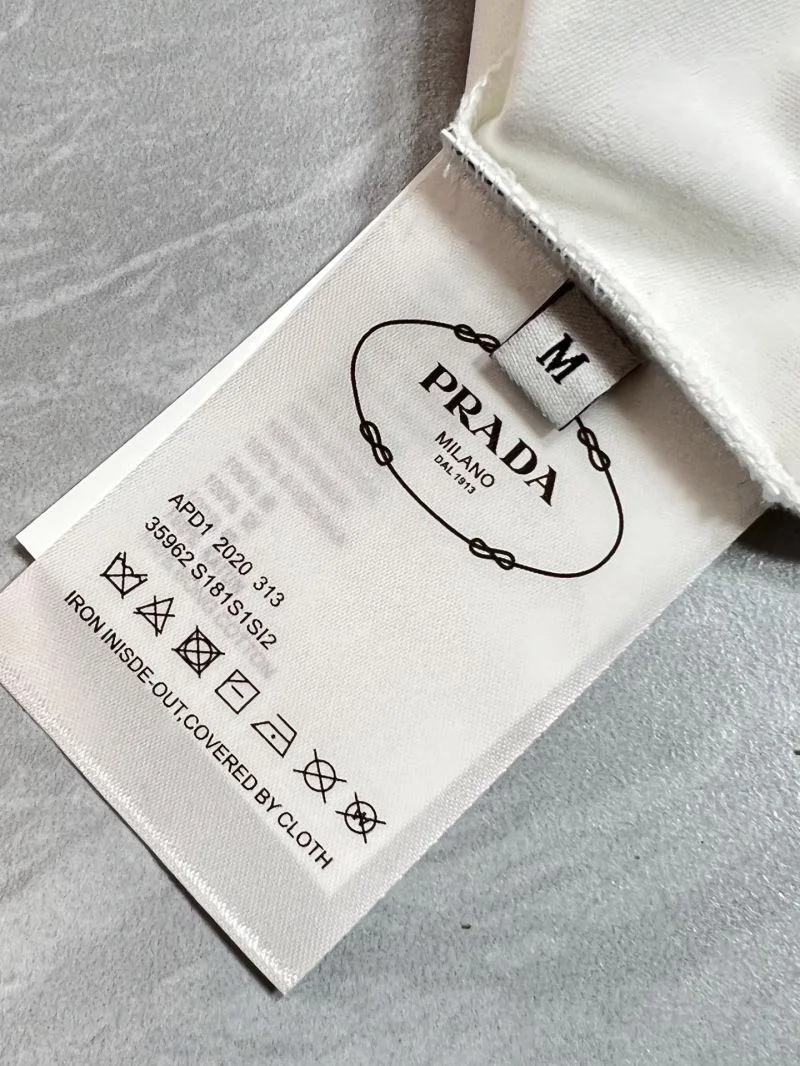 M
PRADA
MILANO
DAL 1913
APD1 2020 313
35962 S181S1SI2
IRON INISDE-OUT,COVERED BY CLOTH